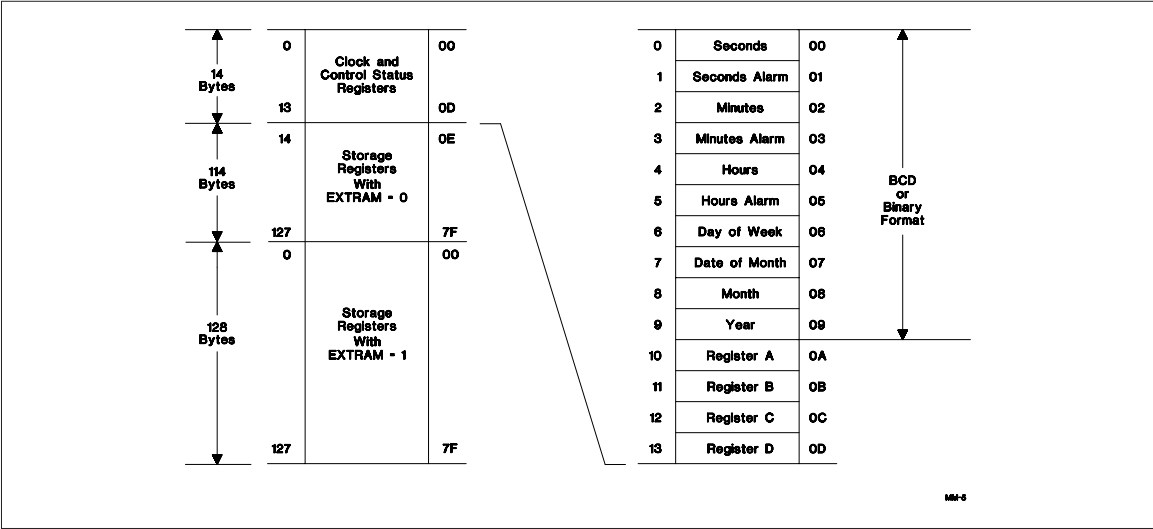 14
Bytes
0
00
Clock and
Control Status
Registers
13
0D
114
Bytes
14
0E
Storage
Registers
With
EXTRAM - 0
127
7F
128
Bytes
0
00
Storage
Registers
With
EXTRAM - 1
127
7F
0 Seconds 00
1 Seconds Alarm 01
2 Minutes 02
3 Minutes Alarm 03
4 Hours 04
5 Hours Alarm 05
6 Day of Week 06
7 Date of Month 07
8 Month 08
9 Year 09
10 Register A 0A
11 Register B 0B
12 Register C 0C
13 Register D 0D
BCD
or
Binary
Format
MM-5